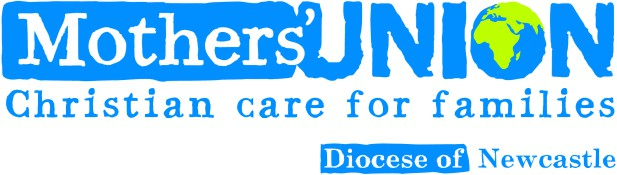 Mothers' UNION
Christian care for families
Diocese of Newcastle